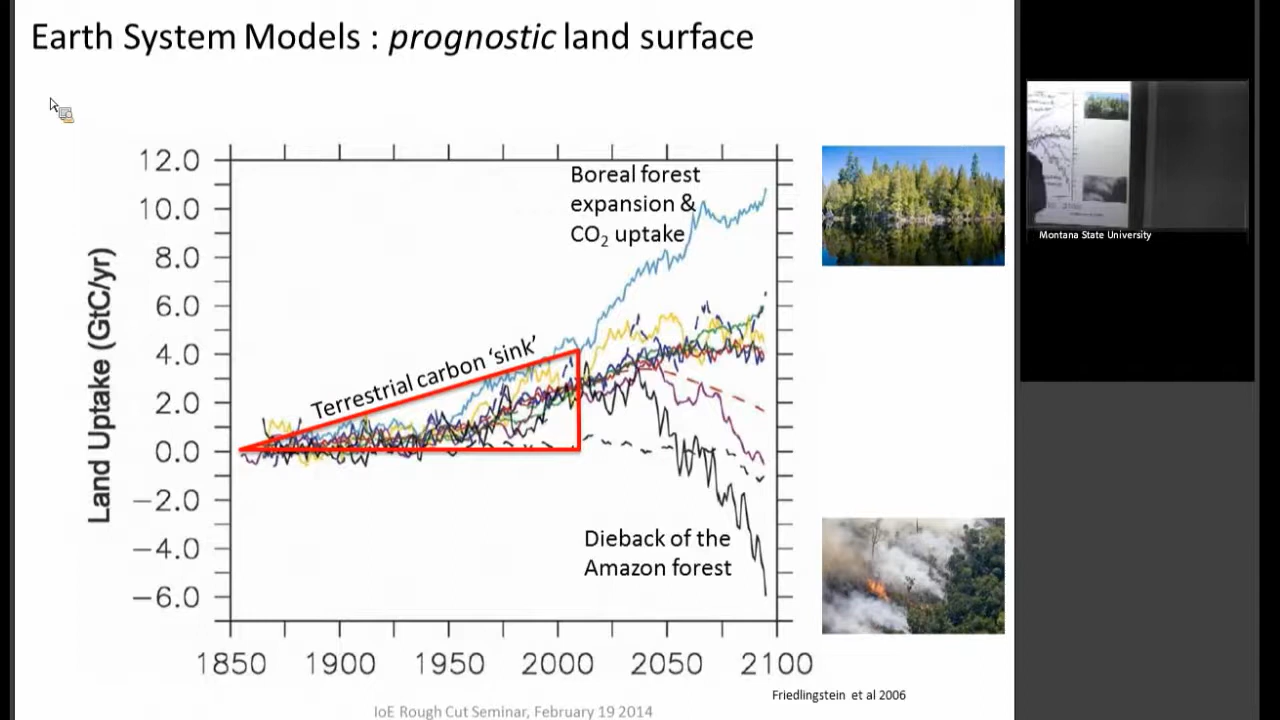 Earth System Models : prognostic land surface
12.0
10.0
8.0
6.0
4.0
2.0
0.0
−2.0
−4.0
−6.0
Land Uptake (GtC/yr)
Boreal forest
expansion &
CO₂ uptake
Terrestrial carbon ‘sink’
Dieback of the
Amazon forest
1850 1900 1950 2000 2050 2100
Friedlingstein et al 2006
IoE Rough Cut Seminar, February 19 2014
Montana State University